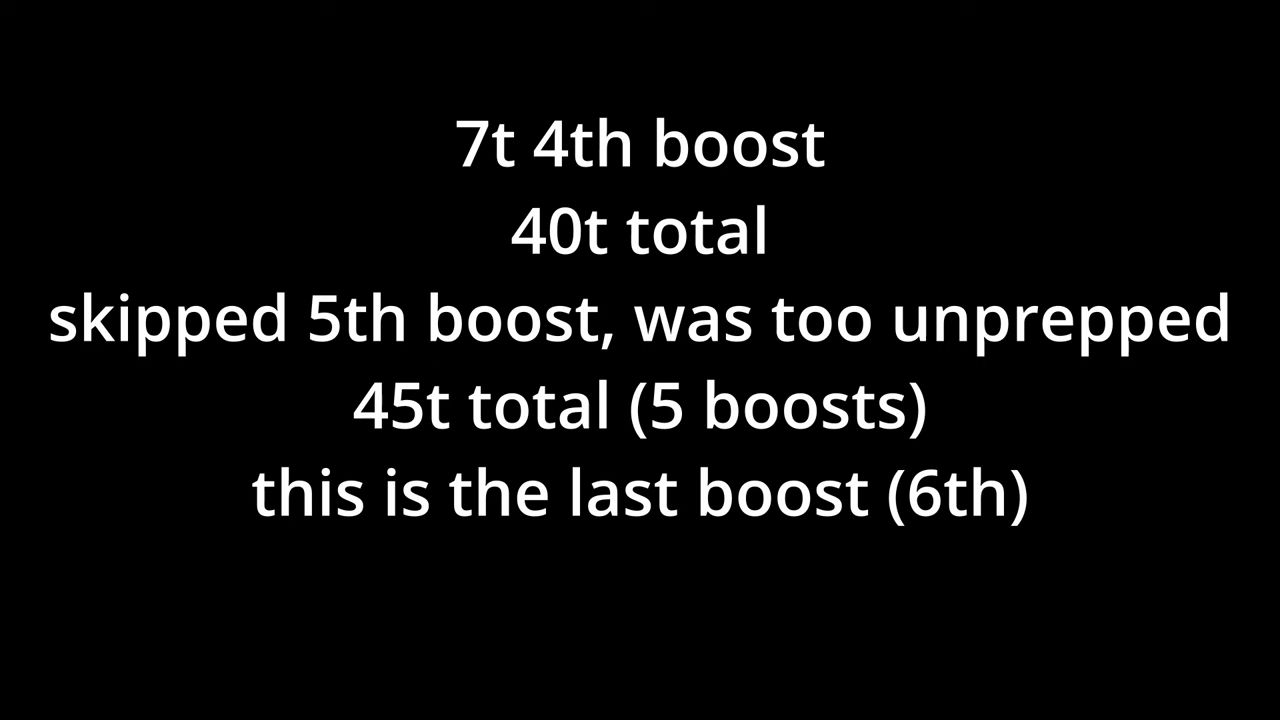 7t 4th boost
40t total
skipped 5th boost, was too unprepped
45t total (5 boosts)
this is the last boost (6th)